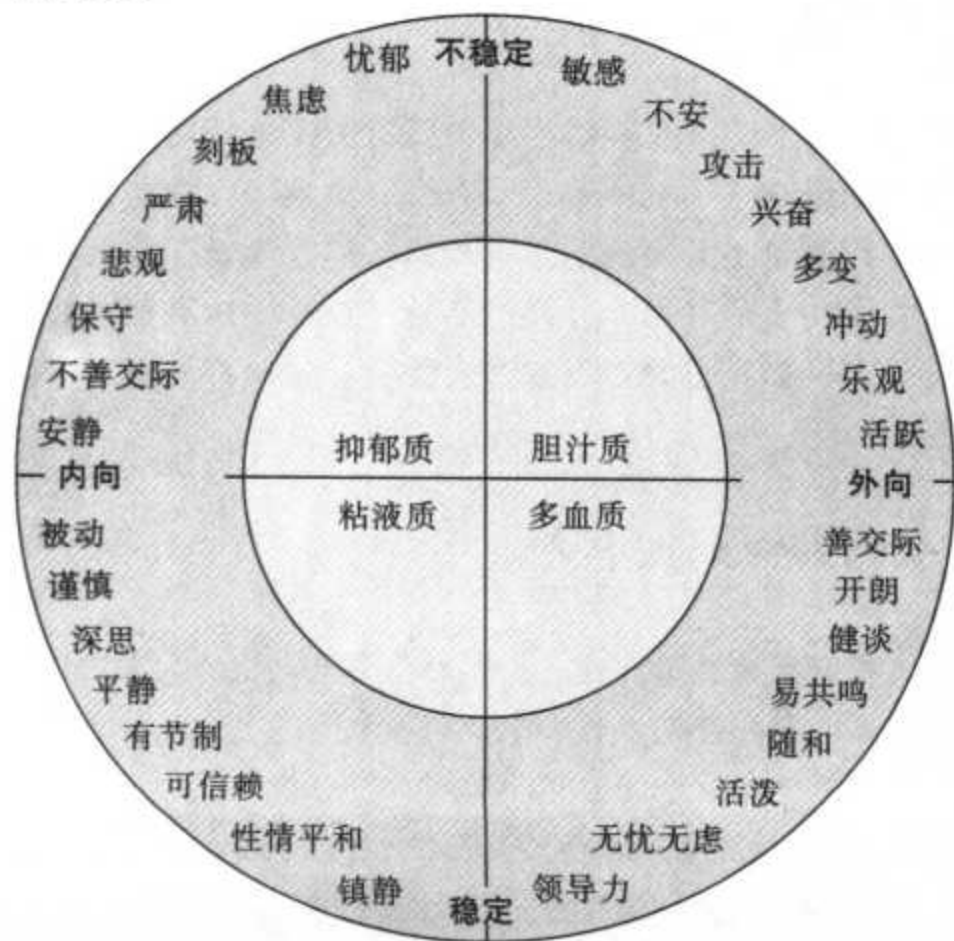 忧郁 不稳定 敏感
焦虑 不安
刻板 攻击
严肃 兴奋
悲观 多变
保守 冲动
不善交际 乐观
安静 抑郁质 胆汁质 活跃
内向 外向
被动 粘液质 多血质 善交际
谨慎 开朗
深思 健谈
平静 易共鸣
有节制 随和
可信赖 活泼
性情平和 无忧无虑
镇静 稳定 领导力